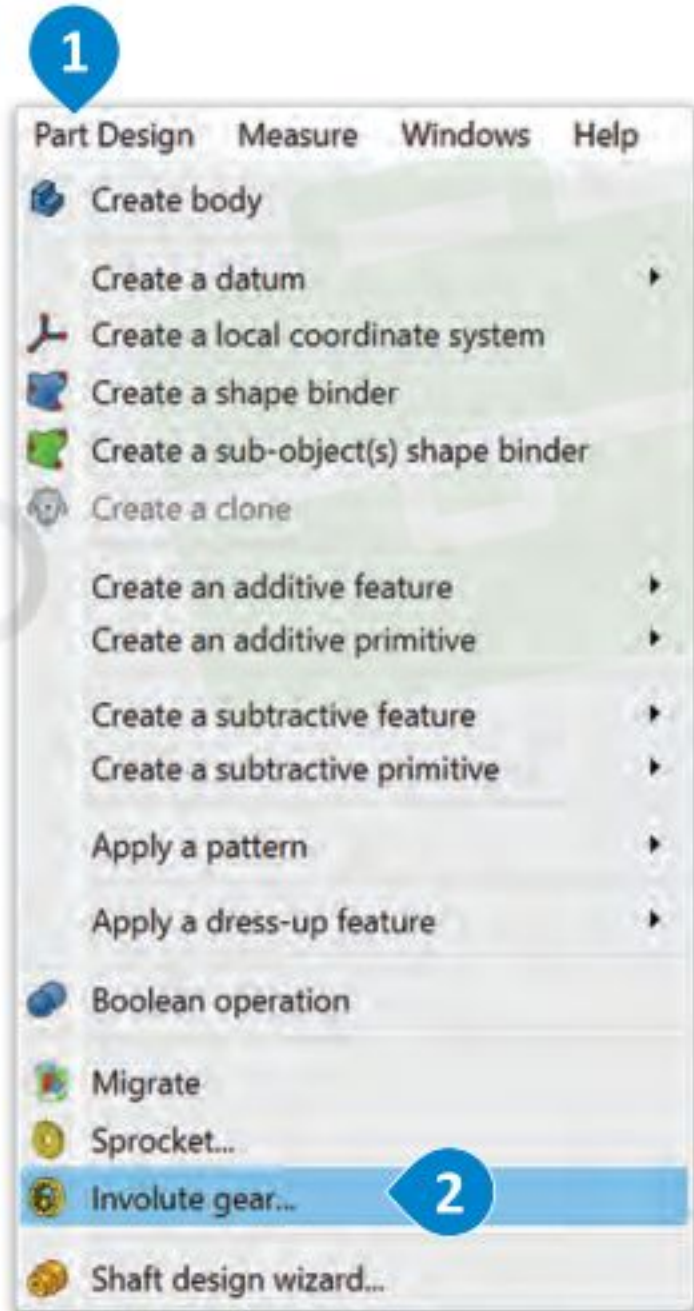 1
Part Design Measure Windows Help
Create body
Create a datum
Create a local coordinate system
Create a shape binder
Create a sub-object(s) shape binder
Create a clone
Create an additive feature
Create an additive primitive
Create a subtractive feature
Create a subtractive primitive
Apply a pattern
Apply a dress-up feature
Boolean operation
Migrate
Sprocket...
Involute gear...
2
Shaft design wizard...